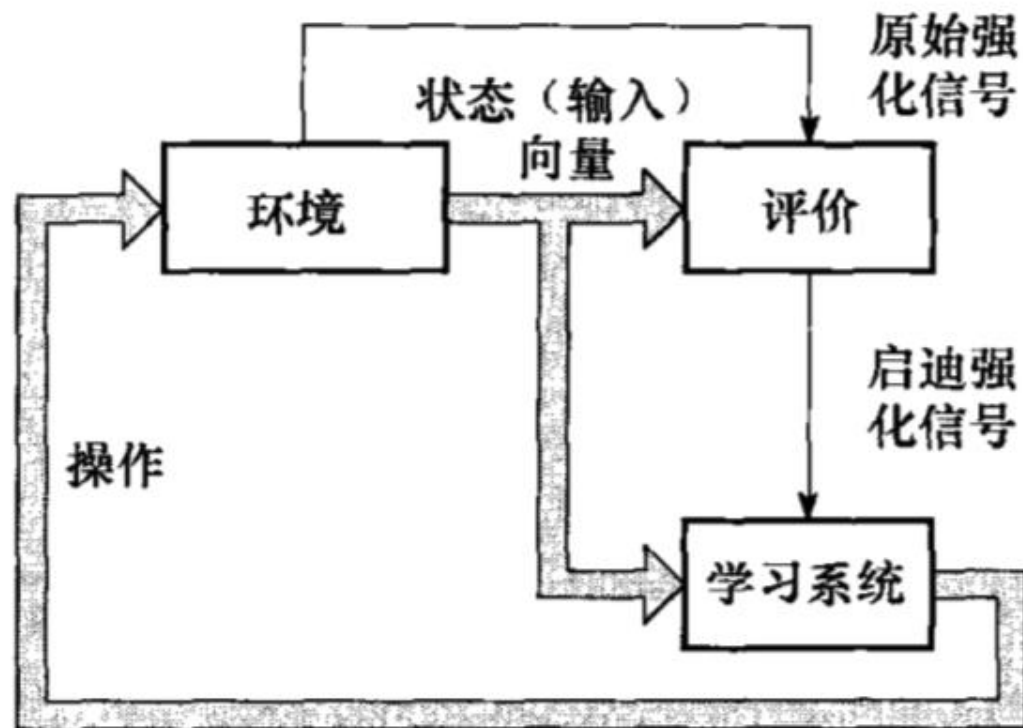 原始强
化信号
状态（输入）
向量
环境
评价
启迪强
化信号
操作
学习系统